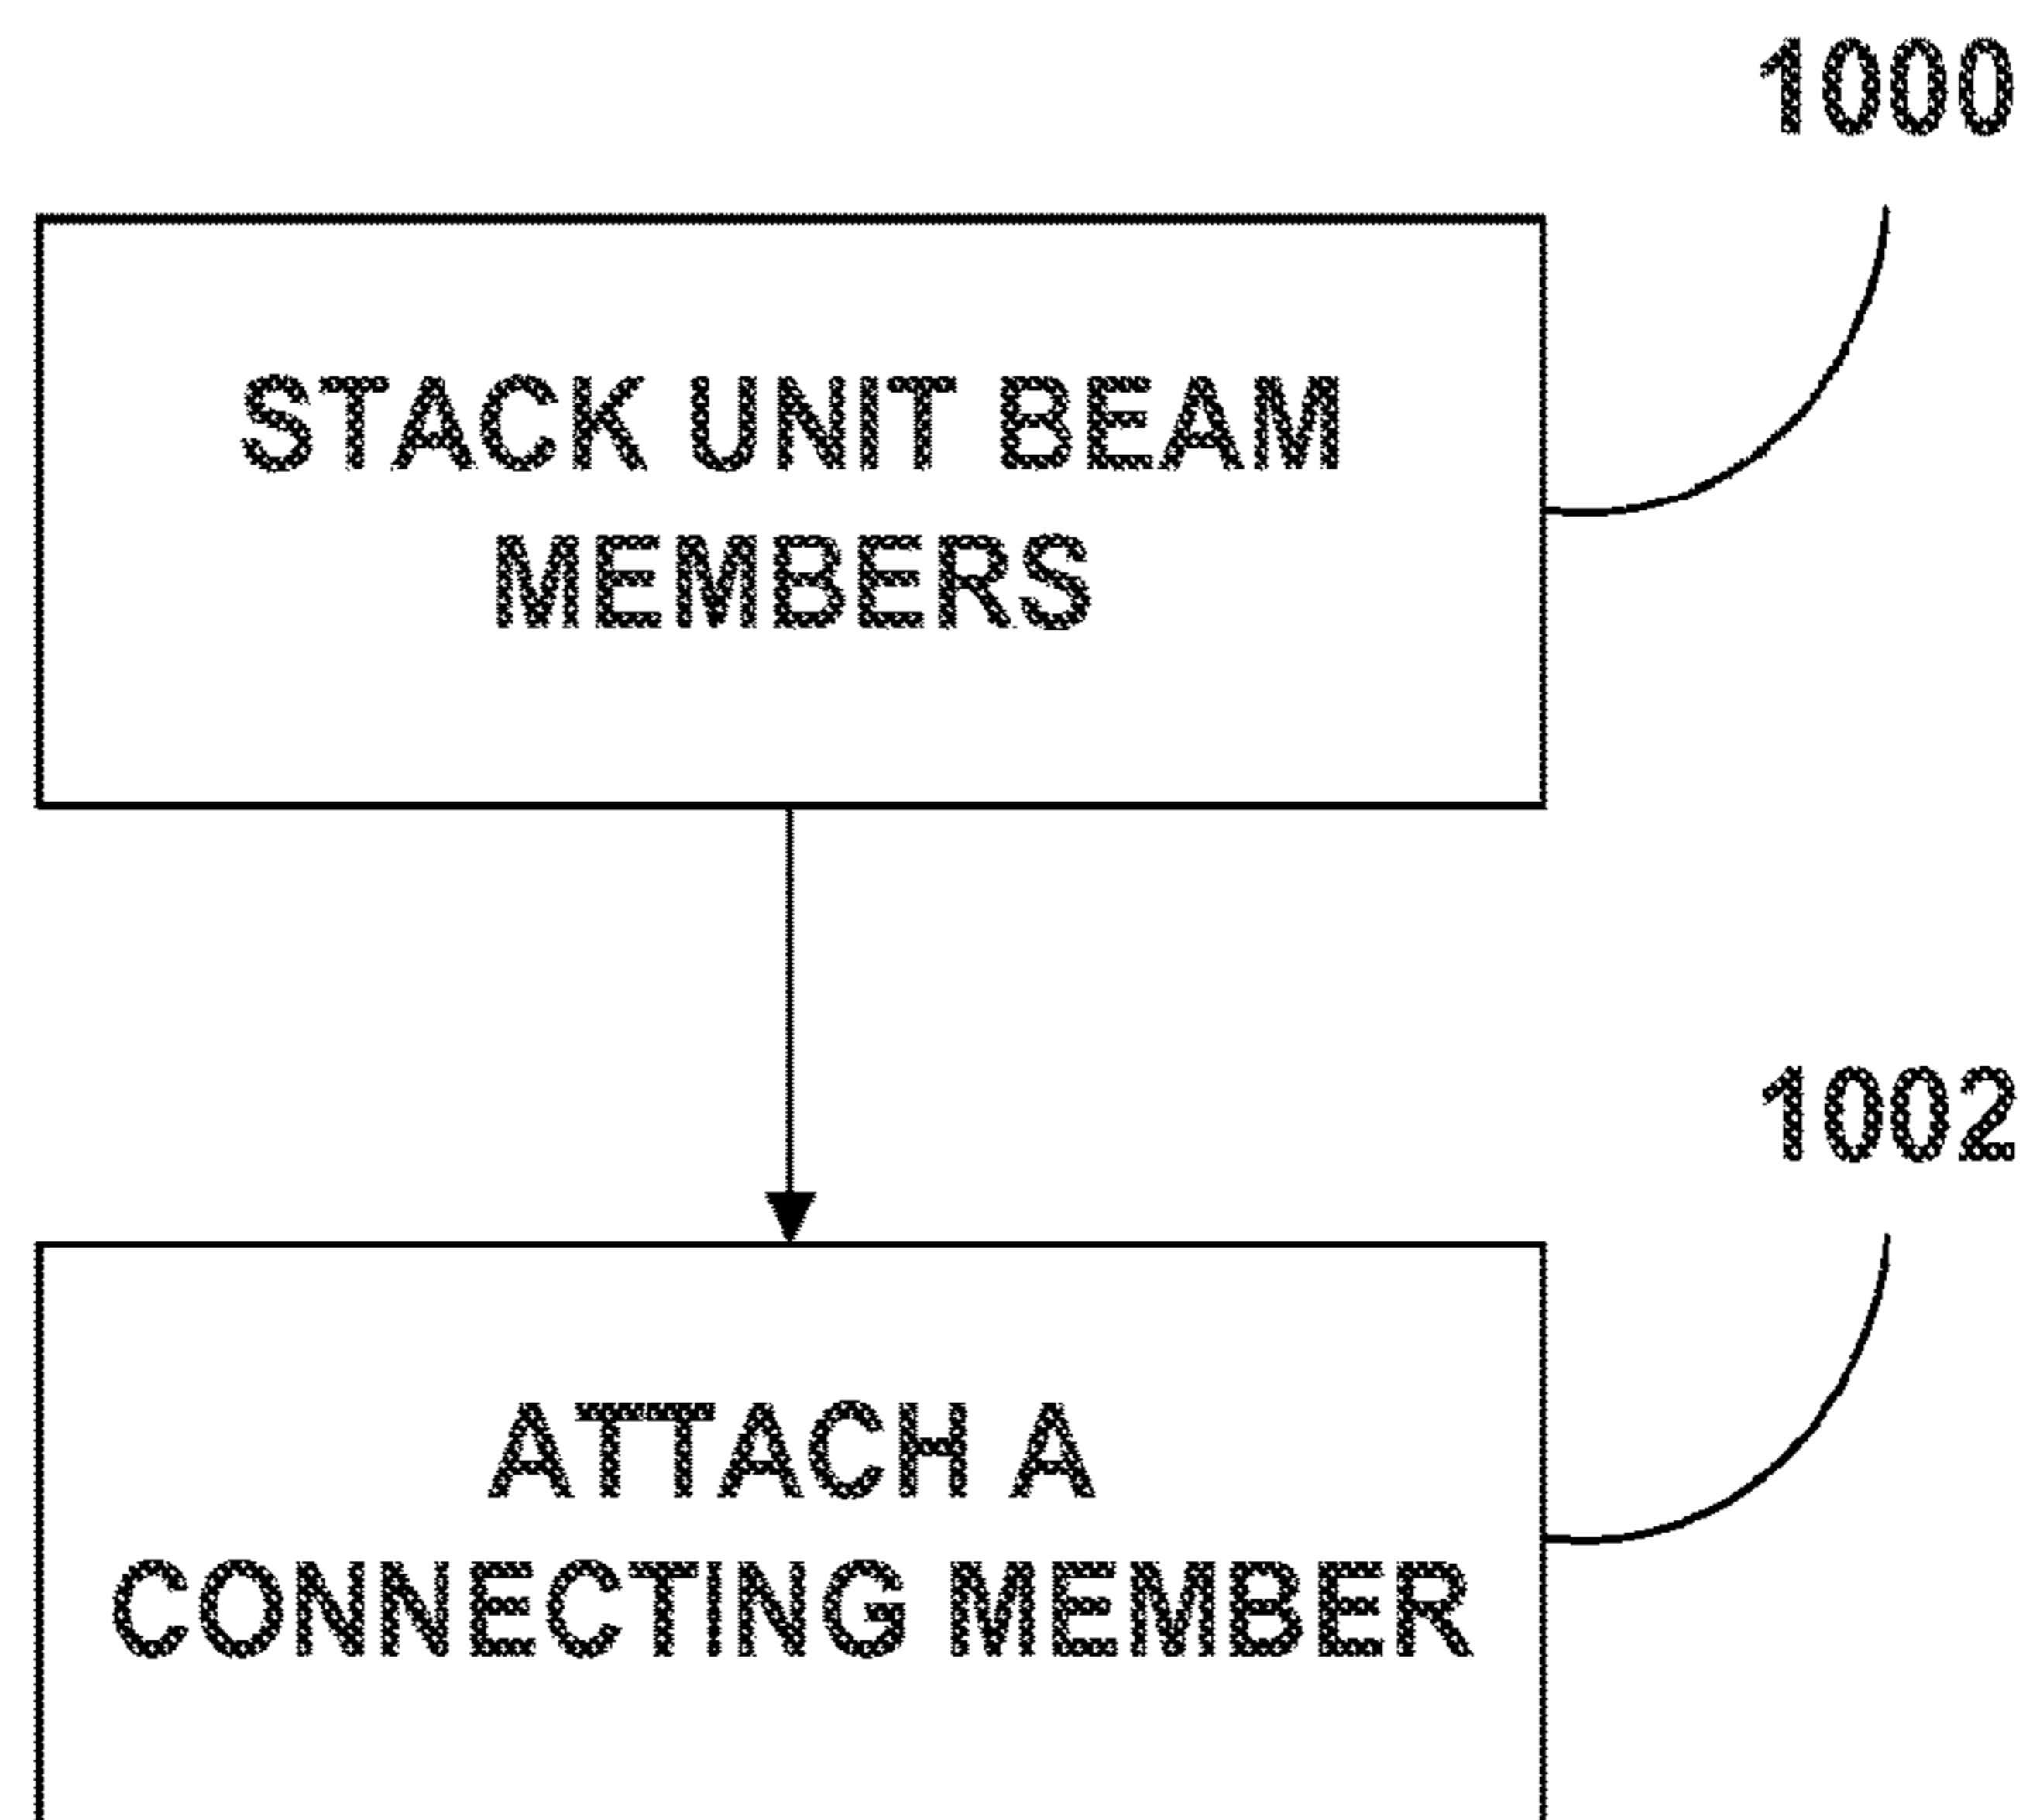 1000
STACK UNIT BEAM
MEMBERS
1002
ATTACH A
CONNECTING MEMBER